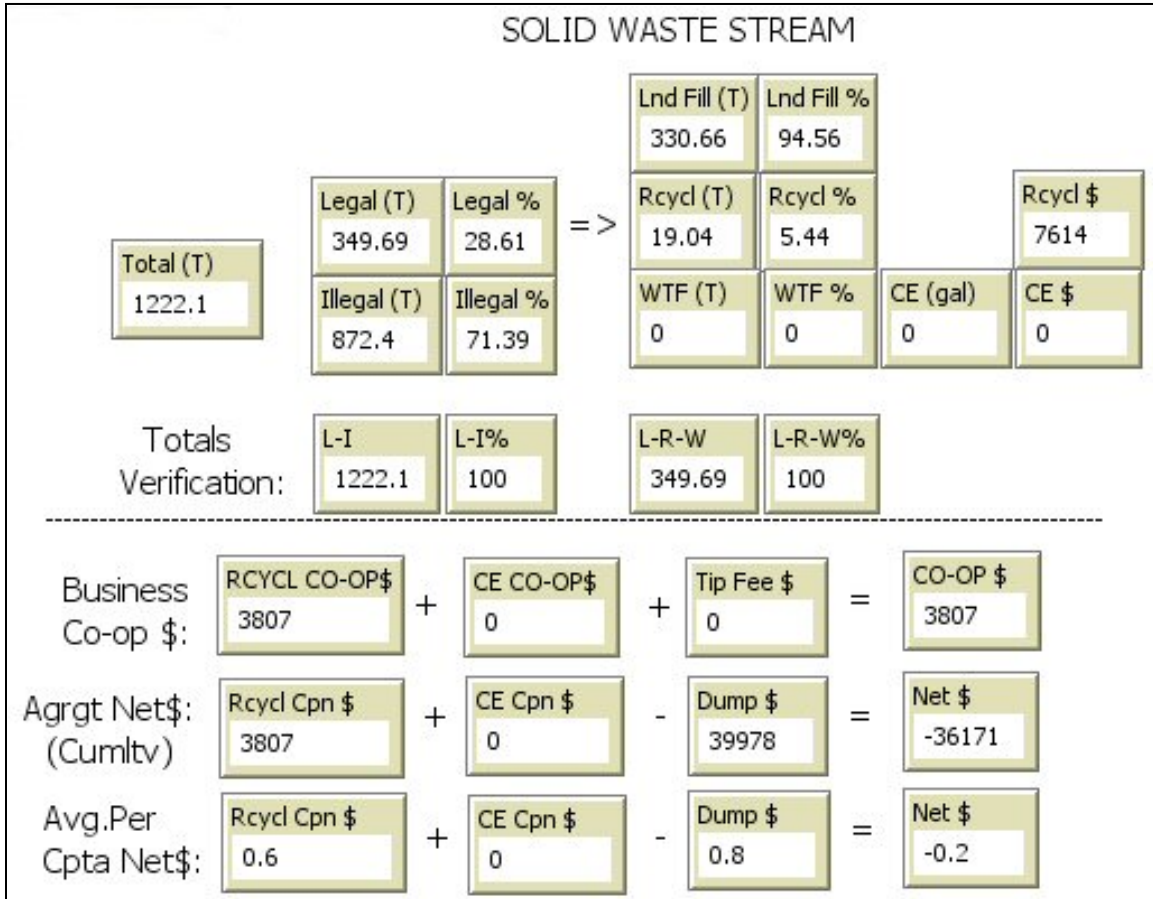 SOLID WASTE STREAM
Lnd Fill (T) Lnd Fill %
330.66 94.56
Legal (T) Legal % => Rcycl (T) Rcycl % Rcycl $
349.69 28.61 19.04 5.44 7614
Total (T)
1222.1
Illegal (T) Illegal % WTF (T) WTF % CE (gal) CE $
872.4 71.39 0 0 0 0
Totals
Verification:
L-I L-I% L-R-W L-R-W%
1222.1 100 349.69 100
Business
Co-op $:
RCYCL CO-OP$ + CE CO-OP$ + Tip Fee $ = CO-OP $
3807 0 0 3807
Agrgt Net$:
(Cumltv)
Rcycl Cpn $ + CE Cpn $ - Dump $ = Net $
3807 0 39978 -36171
Avg.Per
Cpta Net$:
Rcycl Cpn $ + CE Cpn $ - Dump $ = Net $
0.6 0 0.8 -0.2